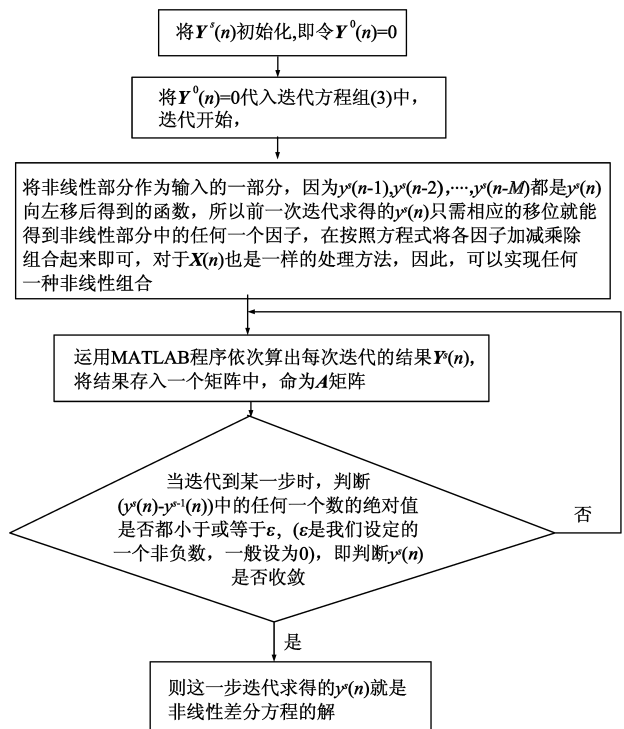 将Yˢ(n)初始化,即令Y⁰(n)=0
将Y⁰(n)=0代入迭代方程组(3)中，
迭代开始，
将非线性部分作为输入的一部分，因为yˢ(n-1),yˢ(n-2),····,yˢ(n-M)都是yˢ(n)
向左移后得到的函数，所以前一次迭代求得的yˢ(n)只需相应的移位就能
得到非线性部分中的任何一个因子，在按照方程式将各因子加减乘除
组合起来即可，对于X(n)也是一样的处理方法，因此，可以实现任何
一种非线性组合
运用MATLAB程序依次算出每次迭代的结果Yˢ(n)，
将结果存入一个矩阵中，命为A矩阵
当迭代到某一步时，判断
(yˢ(n)-yˢ⁻¹(n))中的任何一个数的绝对值
是否都小于或等于ε，(ε是我们设定的
一个非负数，一般设为0)，即判断yˢ(n)
是否收敛
否
是
则这一步迭代求得的yˢ(n)就是
非线性差分方程的解